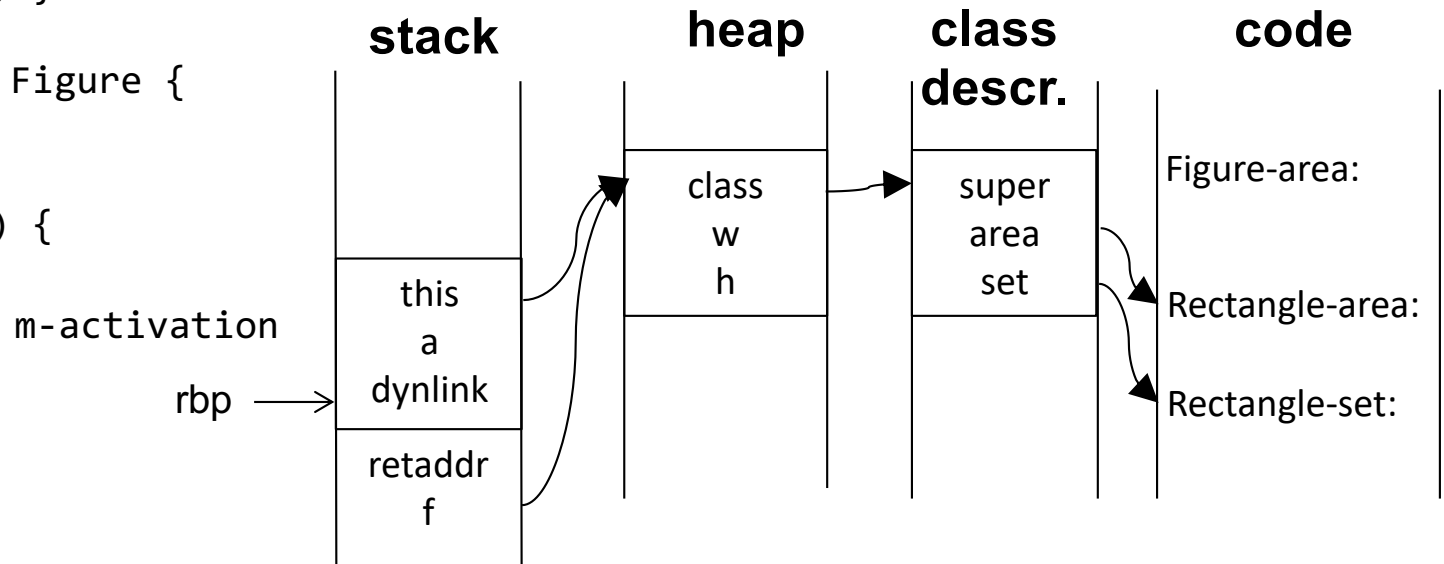 Figure {
) {
m-activation
rbp
stack
this
a
dynlink
retaddr
f
heap
class
w
h
class
descr.
super
area
set
code
Figure-area:
Rectangle-area:
Rectangle-set: